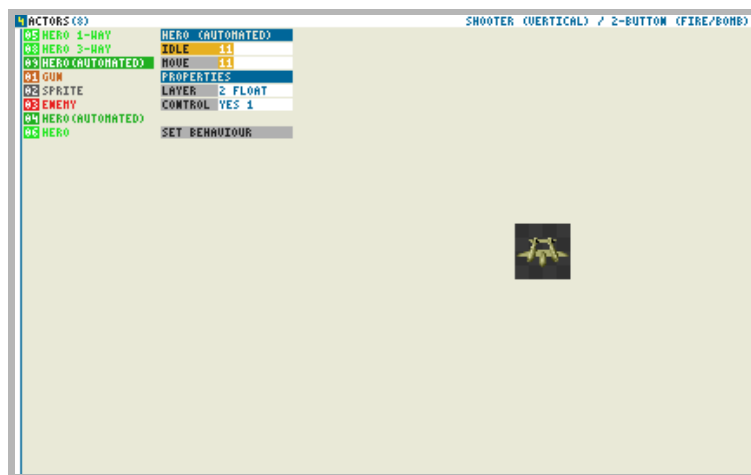 4 ACTORS(8) SHOOTER (VERTICAL) / 2-BUTTON (FIRE/BOMB)
05 HERO 1-WAY HERO (AUTOMATED)
08 HERO 3-WAY IDLE 11
09 HERO(AUTOMATED) MOVE 11
01 GUN PROPERTIES
02 SPRITE LAYER 2 FLOAT
03 ENEMY CONTROL YES 1
04 HERO(AUTOMATED)
06 HERO SET BEHAVIOUR